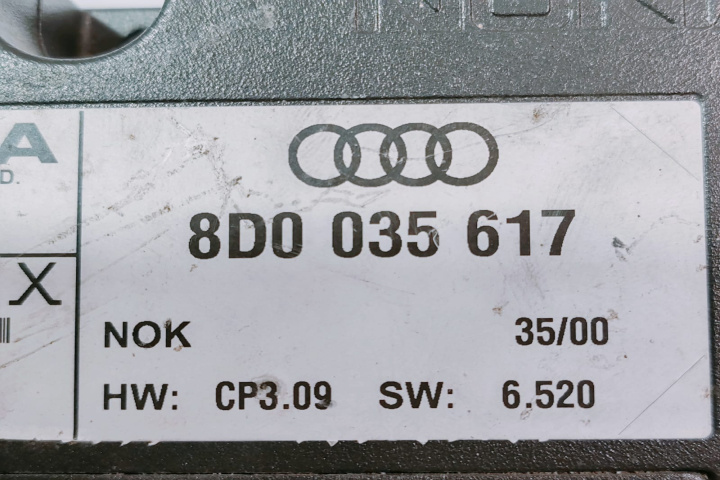 A
D.
X
8D0 035 617
NOK 35/00
HW: CP3.09 SW: 6.520